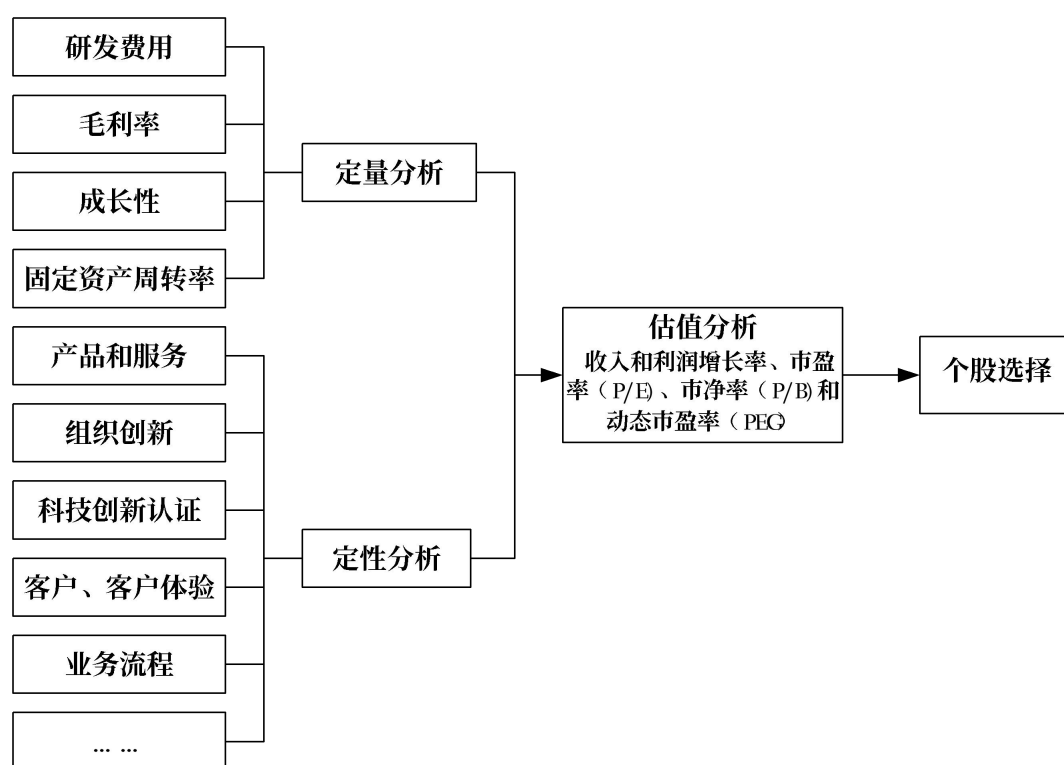 研发费用
毛利率
成长性
固定资产周转率
产品和服务
组织创新
科技创新认证
客户、客户体验
业务流程
... ...
定量分析
定性分析
估值分析
收入和利润增长率、市盈
率（P/E)、市净率（P/B)和
动态市盈率（PEG）
个股选择